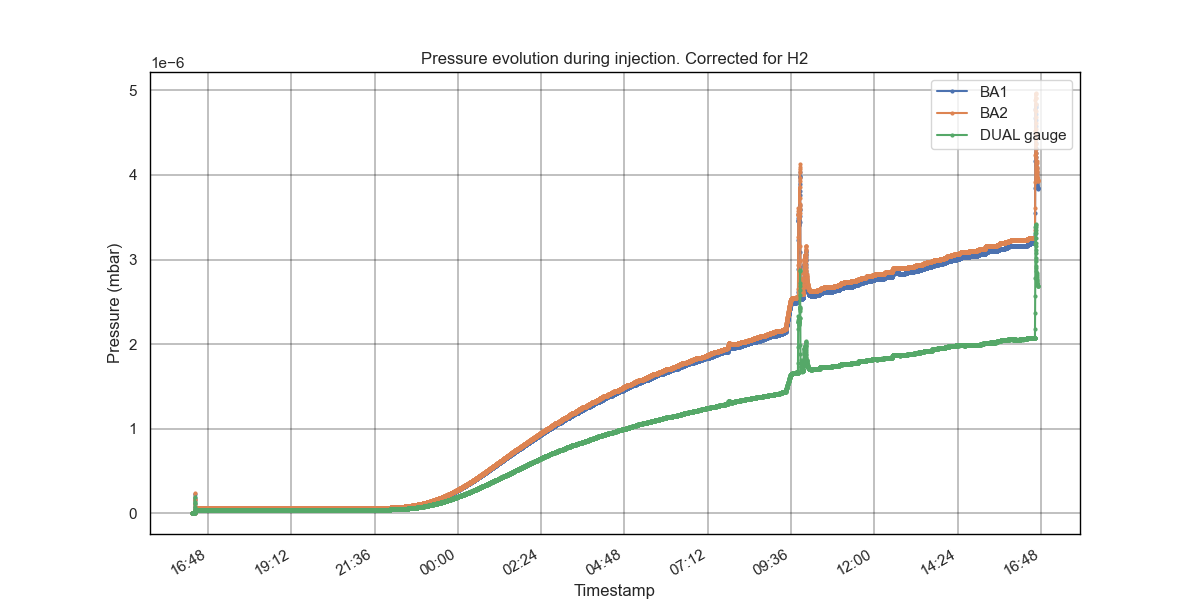 Pressure evolution during injection. Corrected for H2
1e−6
5
4
3
2
1
0
Pressure (mbar)
BA1
BA2
DUAL gauge
16:48
19:12
21:36
00:00
02:24
04:48
07:12
09:36
12:00
14:24
16:48
Timestamp